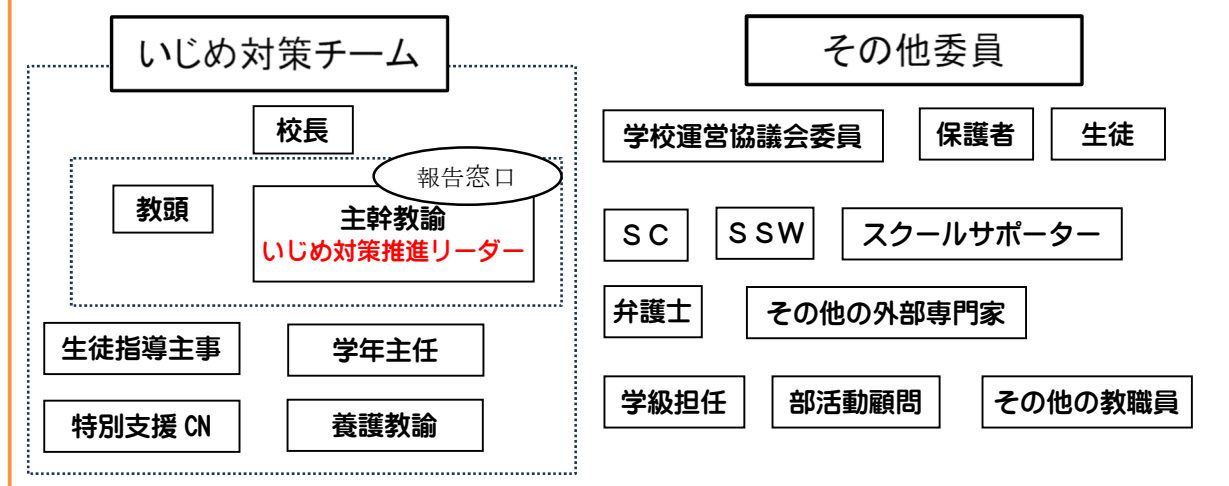 いじめ対策チーム
その他委員
校長
学校運営協議会委員
保護者
生徒
報告窓口
教頭
主幹教諭
いじめ対策推進リーダー
ＳＣ
ＳＳＷ
スクールサポーター
弁護士
その他の外部専門家
生徒指導主事
学年主任
学級担任
部活動顧問
その他の教職員
特別支援 CN
養護教諭